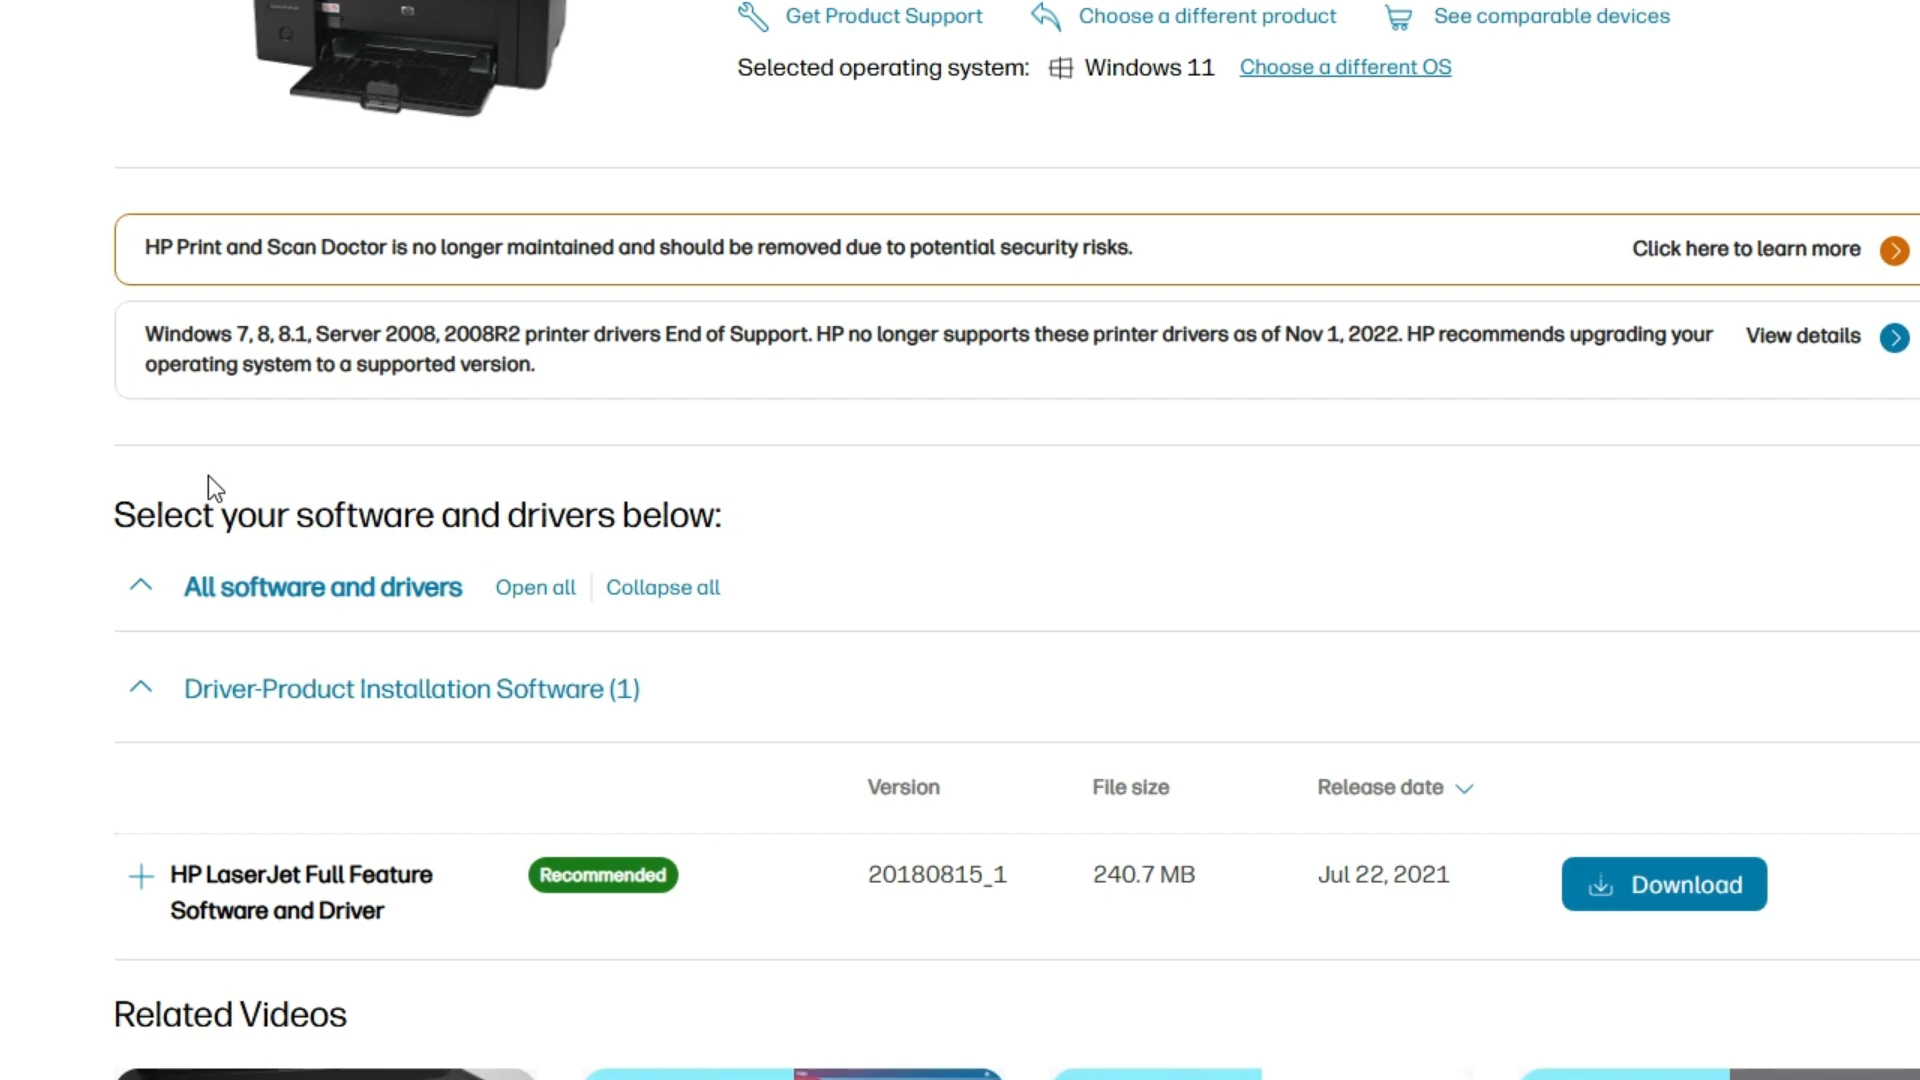 Get Product Support Choose a different product See comparable devices
Selected operating system: Windows 11 Choose a different OS
HP Print and Scan Doctor is no longer maintained and should be removed due to potential security risks. Click here to learn more
Windows 7, 8, 8.1, Server 2008, 2008R2 printer drivers End of Support. HP no longer supports these printer drivers as of Nov 1, 2022. HP recommends upgrading your View details
operating system to a supported version.
Select your software and drivers below:
All software and drivers Open all Collapse all
Driver-Product Installation Software (1)
Version File size Release date
HP LaserJet Full Feature Recommended 20180815_1 240.7 MB Jul 22, 2021 Download
Software and Driver
Related Videos